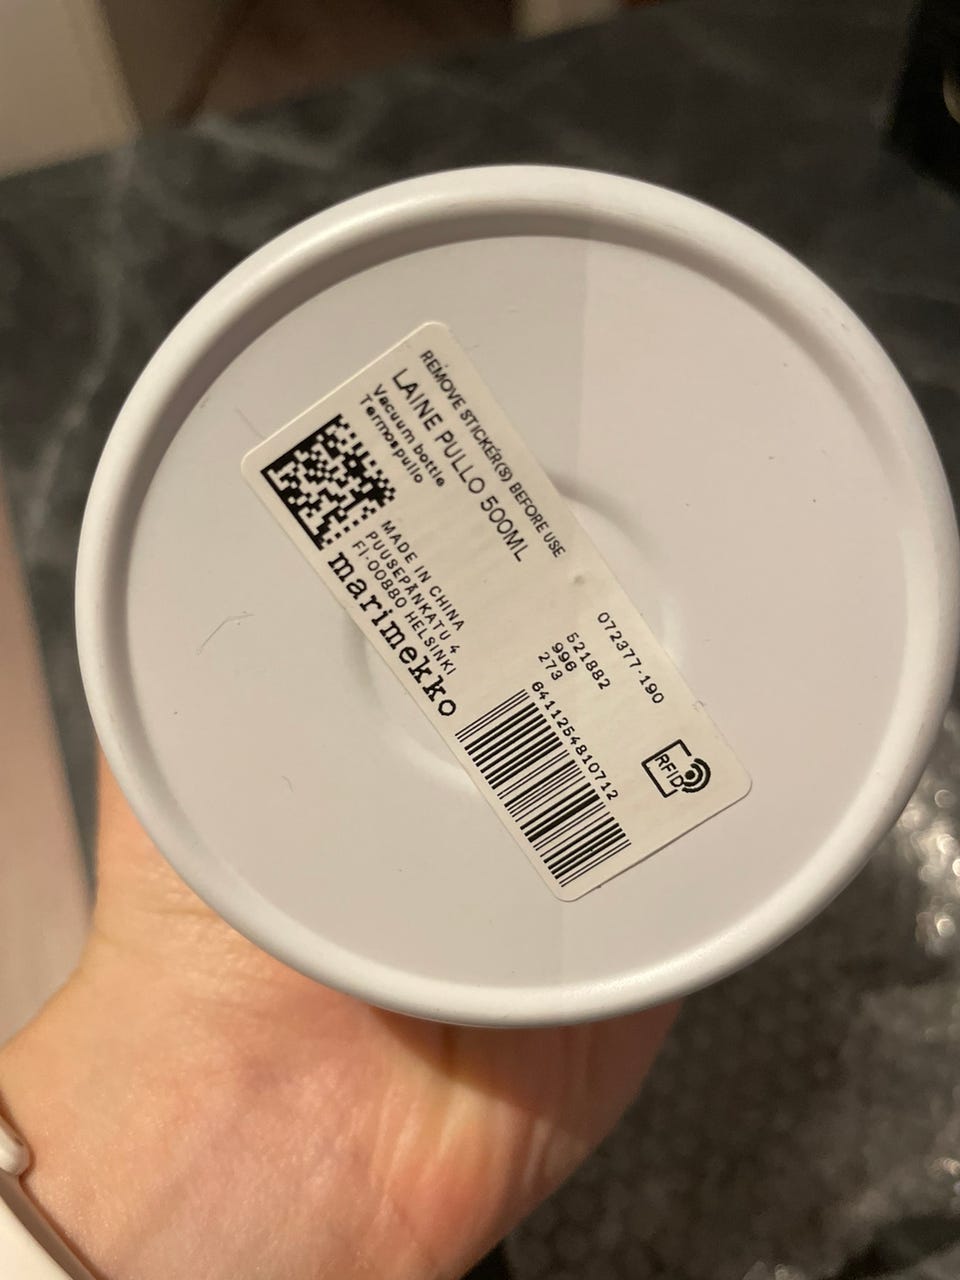 REMOVE STICKER(S) BEFORE USE
LAINE PULLO 500ML
Vacuum bottle
Termospullo
MADE IN CHINA
PUUSEPÄNKATU 4
FI-00880 HELSINKI
marimekko
072377-190
521882
996
273
6411254810712
RFID